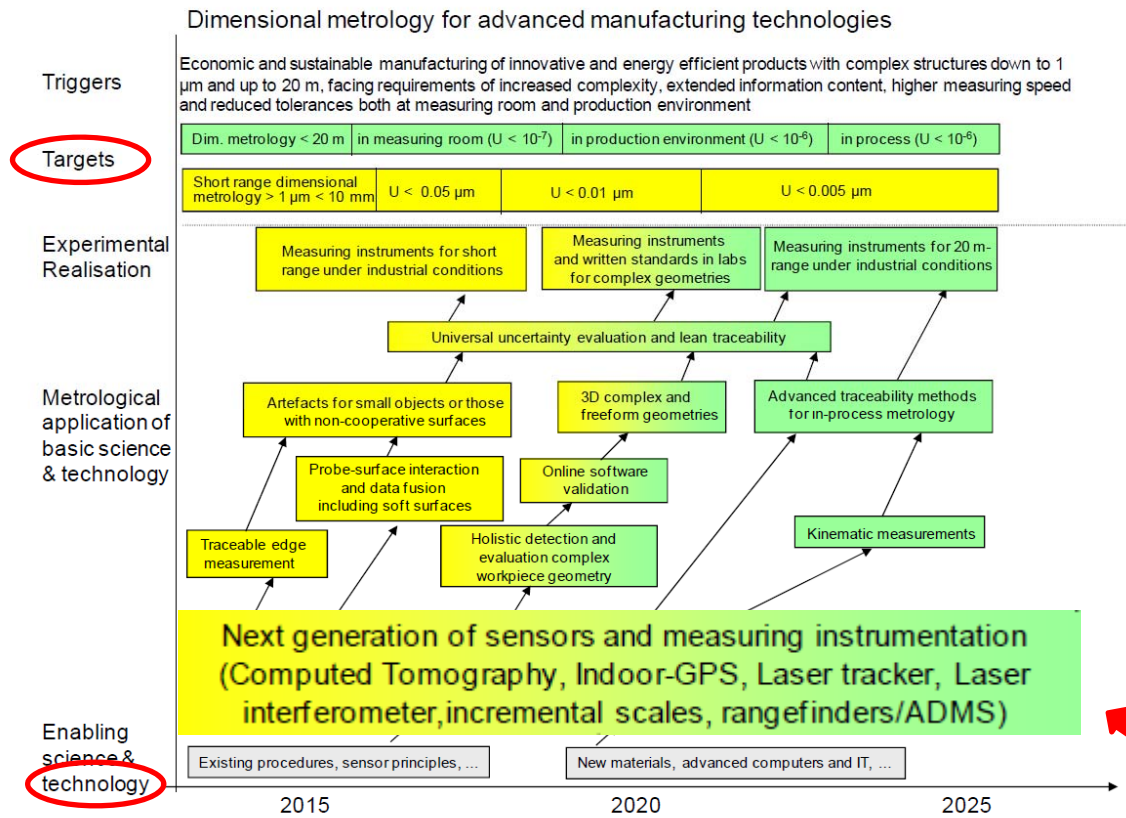 Dimensional metrology for advanced manufacturing technologies
Triggers
Economic and sustainable manufacturing of innovative and energy efficient products with complex structures down to 1
µm and up to 20 m, facing requirements of increased complexity, extended information content, higher measuring speed
and reduced tolerances both at measuring room and production environment
Targets
Dim. metrology < 20 m
in measuring room (U < 10-7)
in production environment (U < 10-6)
in process (U < 10-6)
Short range dimensional
metrology > 1 µm < 10 mm
U < 0.05 µm
U < 0.01 µm
U < 0.005 µm
Experimental
Realisation
Measuring instruments for short
range under industrial conditions
Measuring instruments
and written standards in labs
for complex geometries
Measuring instruments for 20 m-
range under industrial conditions
Universal uncertainty evaluation and lean traceability
Metrological
application of
basic science
& technology
Artefacts for small objects or those
with non-cooperative surfaces
3D complex and
freeform geometries
Advanced traceability methods
for in-process metrology
Probe-surface interaction
and data fusion
including soft surfaces
Online software
validation
Traceable edge
measurement
Holistic detection and
evaluation complex
workpiece geometry
Kinematic measurements
Next generation of sensors and measuring instrumentation
(Computed Tomography, Indoor-GPS, Laser tracker, Laser
interferometer,incremental scales, rangefinders/ADMS)
Enabling
science &
technology
Existing procedures, sensor principles, ...
New materials, advanced computers and IT, ...
2015
2020
2025